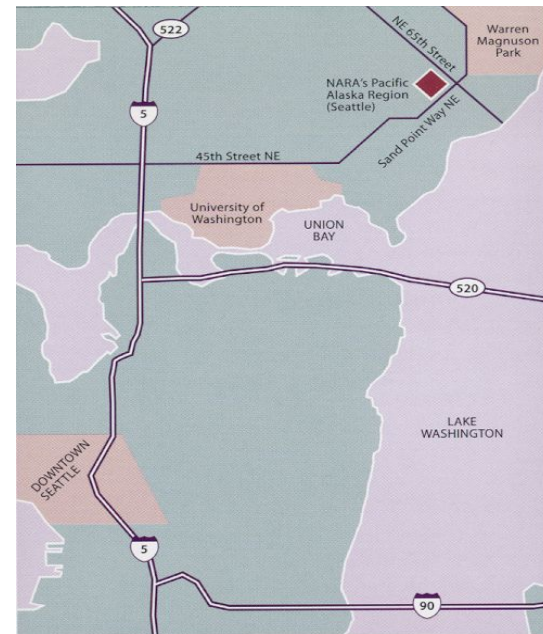 522
Warren
Magnuson
Park
NE 65th Street
NARA's Pacific
Alaska Region
(Seattle)
5
Sand Point Way NE
45th Street NE
University of
Washington
UNION
BAY
520
LAKE
WASHINGTON
DOWNTOWN
SEATTLE
5
90